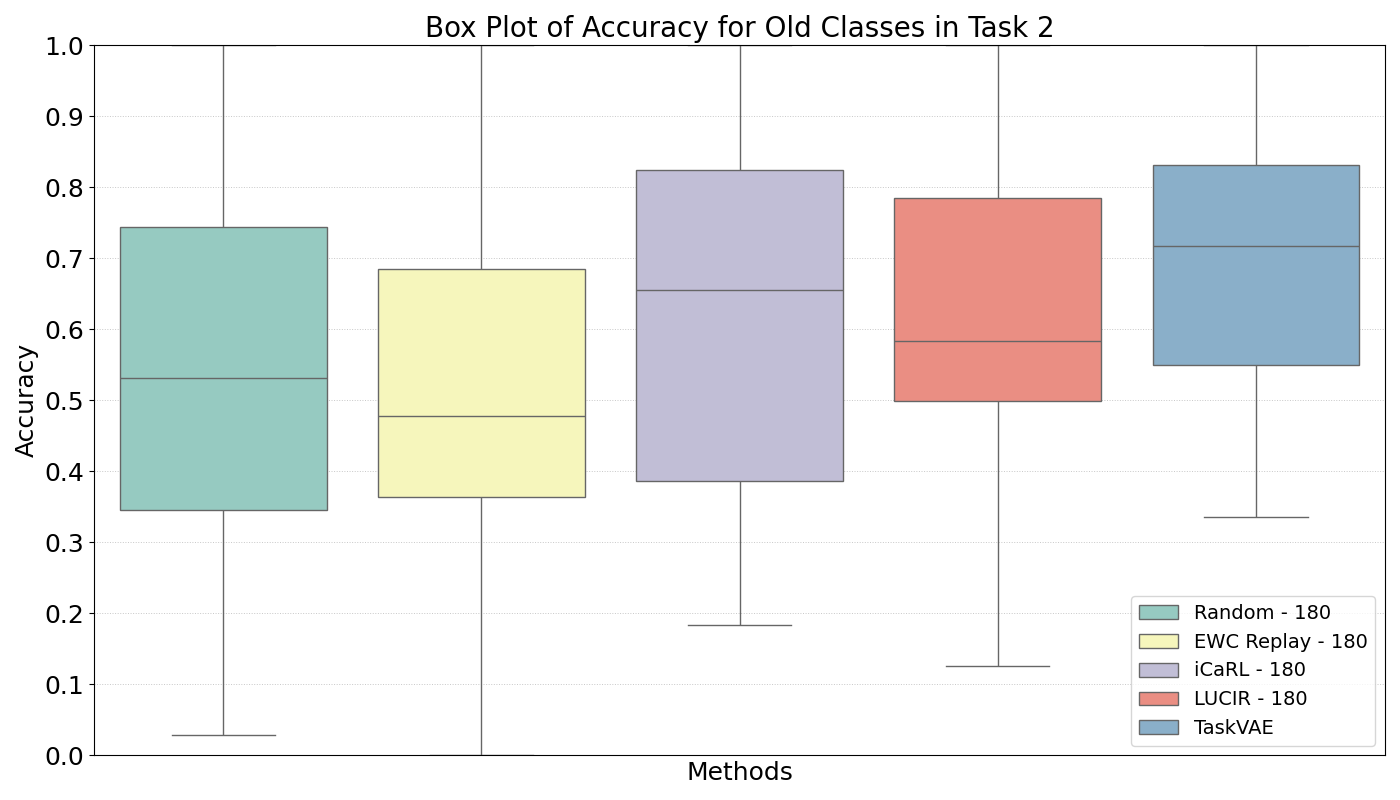 Box Plot of Accuracy for Old Classes in Task 2
1.0
0.9
0.8
0.7
0.6
0.5
0.4
0.3
0.2
0.1
0.0
Accuracy
Methods
Random - 180
EWC Replay - 180
iCaRL - 180
LUCIR - 180
TaskVAE